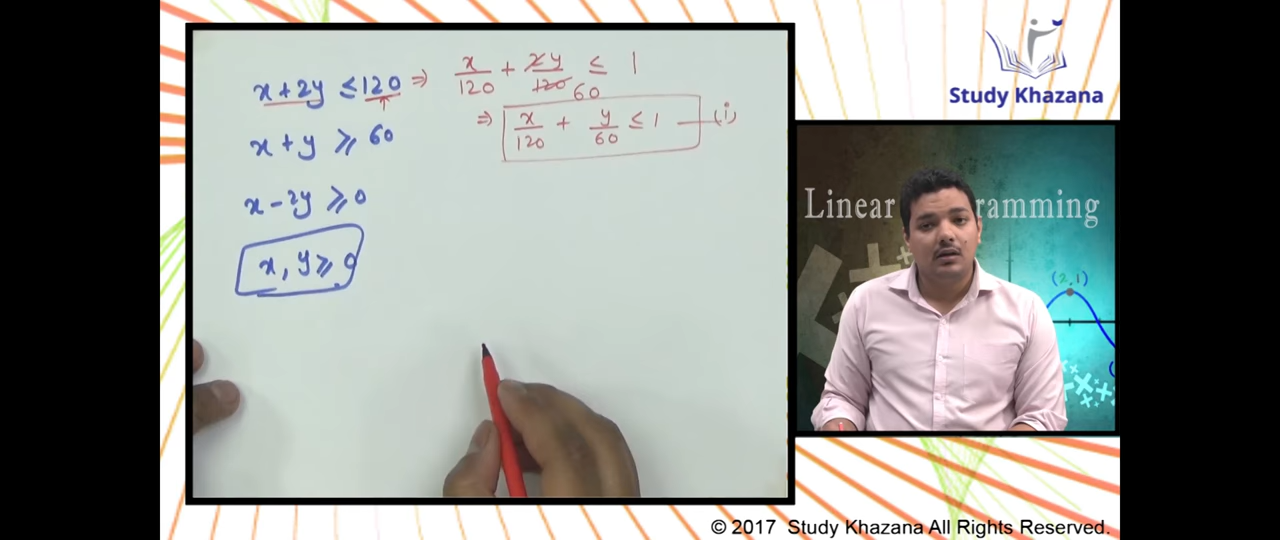 x + 2y ≤ 120 ⇒ x/120 + 2y/120 60 ≤ 1
⇒ x/120 + y/60 ≤ 1 — (i)
x + y ≥ 60
x - 2y ≥ 0
x, y ≥ 0
Study Khazana
Linear ramming
(2,1)
(
© 2017 Study Khazana All Rights Reserved.